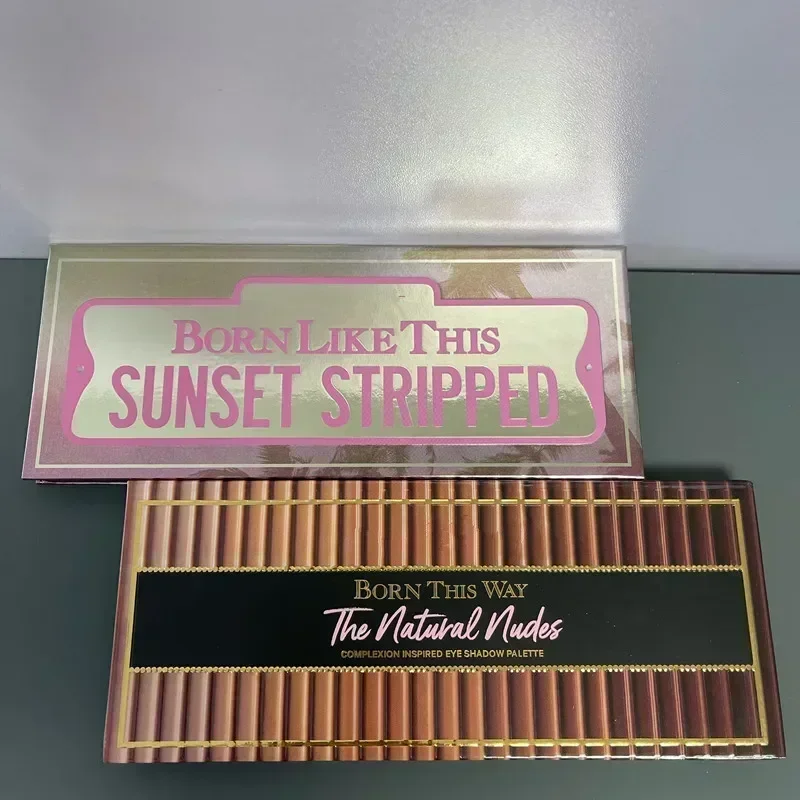 BORN LIKE THIS
SUNSET STRIPPED
BORN THIS WAY
The Natural Nudes
COMPLEXION INSPIRED EYE SHADOW PALETTE